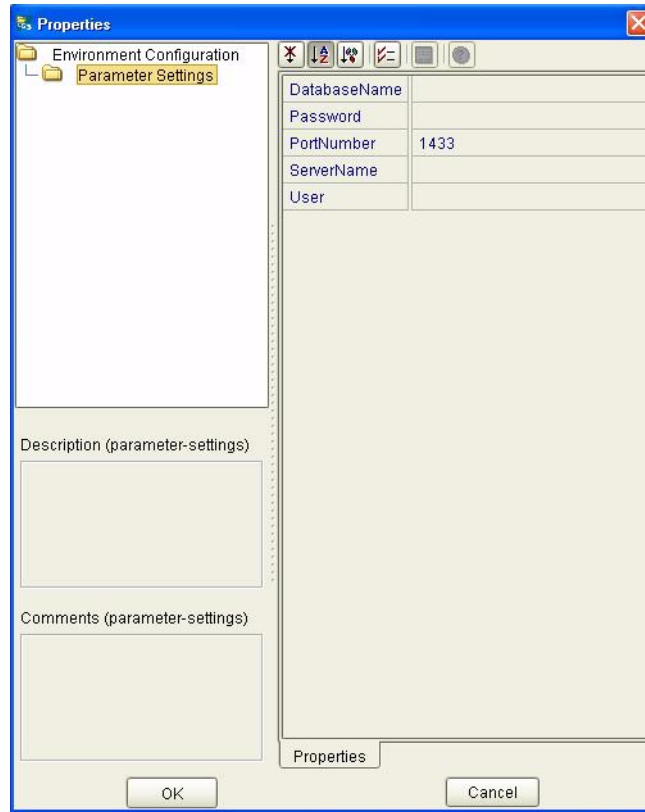 Properties
Environment Configuration
Parameter Settings
DatabaseName
Password
PortNumber 1433
ServerName
User
Description (parameter-settings)
Comments (parameter-settings)
Properties
OK Cancel